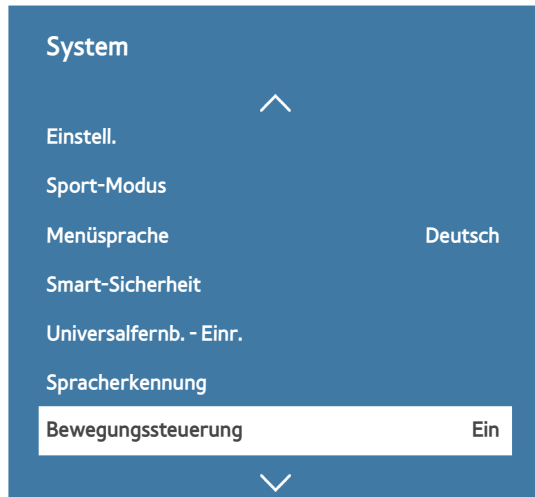 System
Einstell.
Sport-Modus
Menüsprache Deutsch
Smart-Sicherheit
Universalfernb. - Einr.
Spracherkennung
Bewegungssteuerung Ein